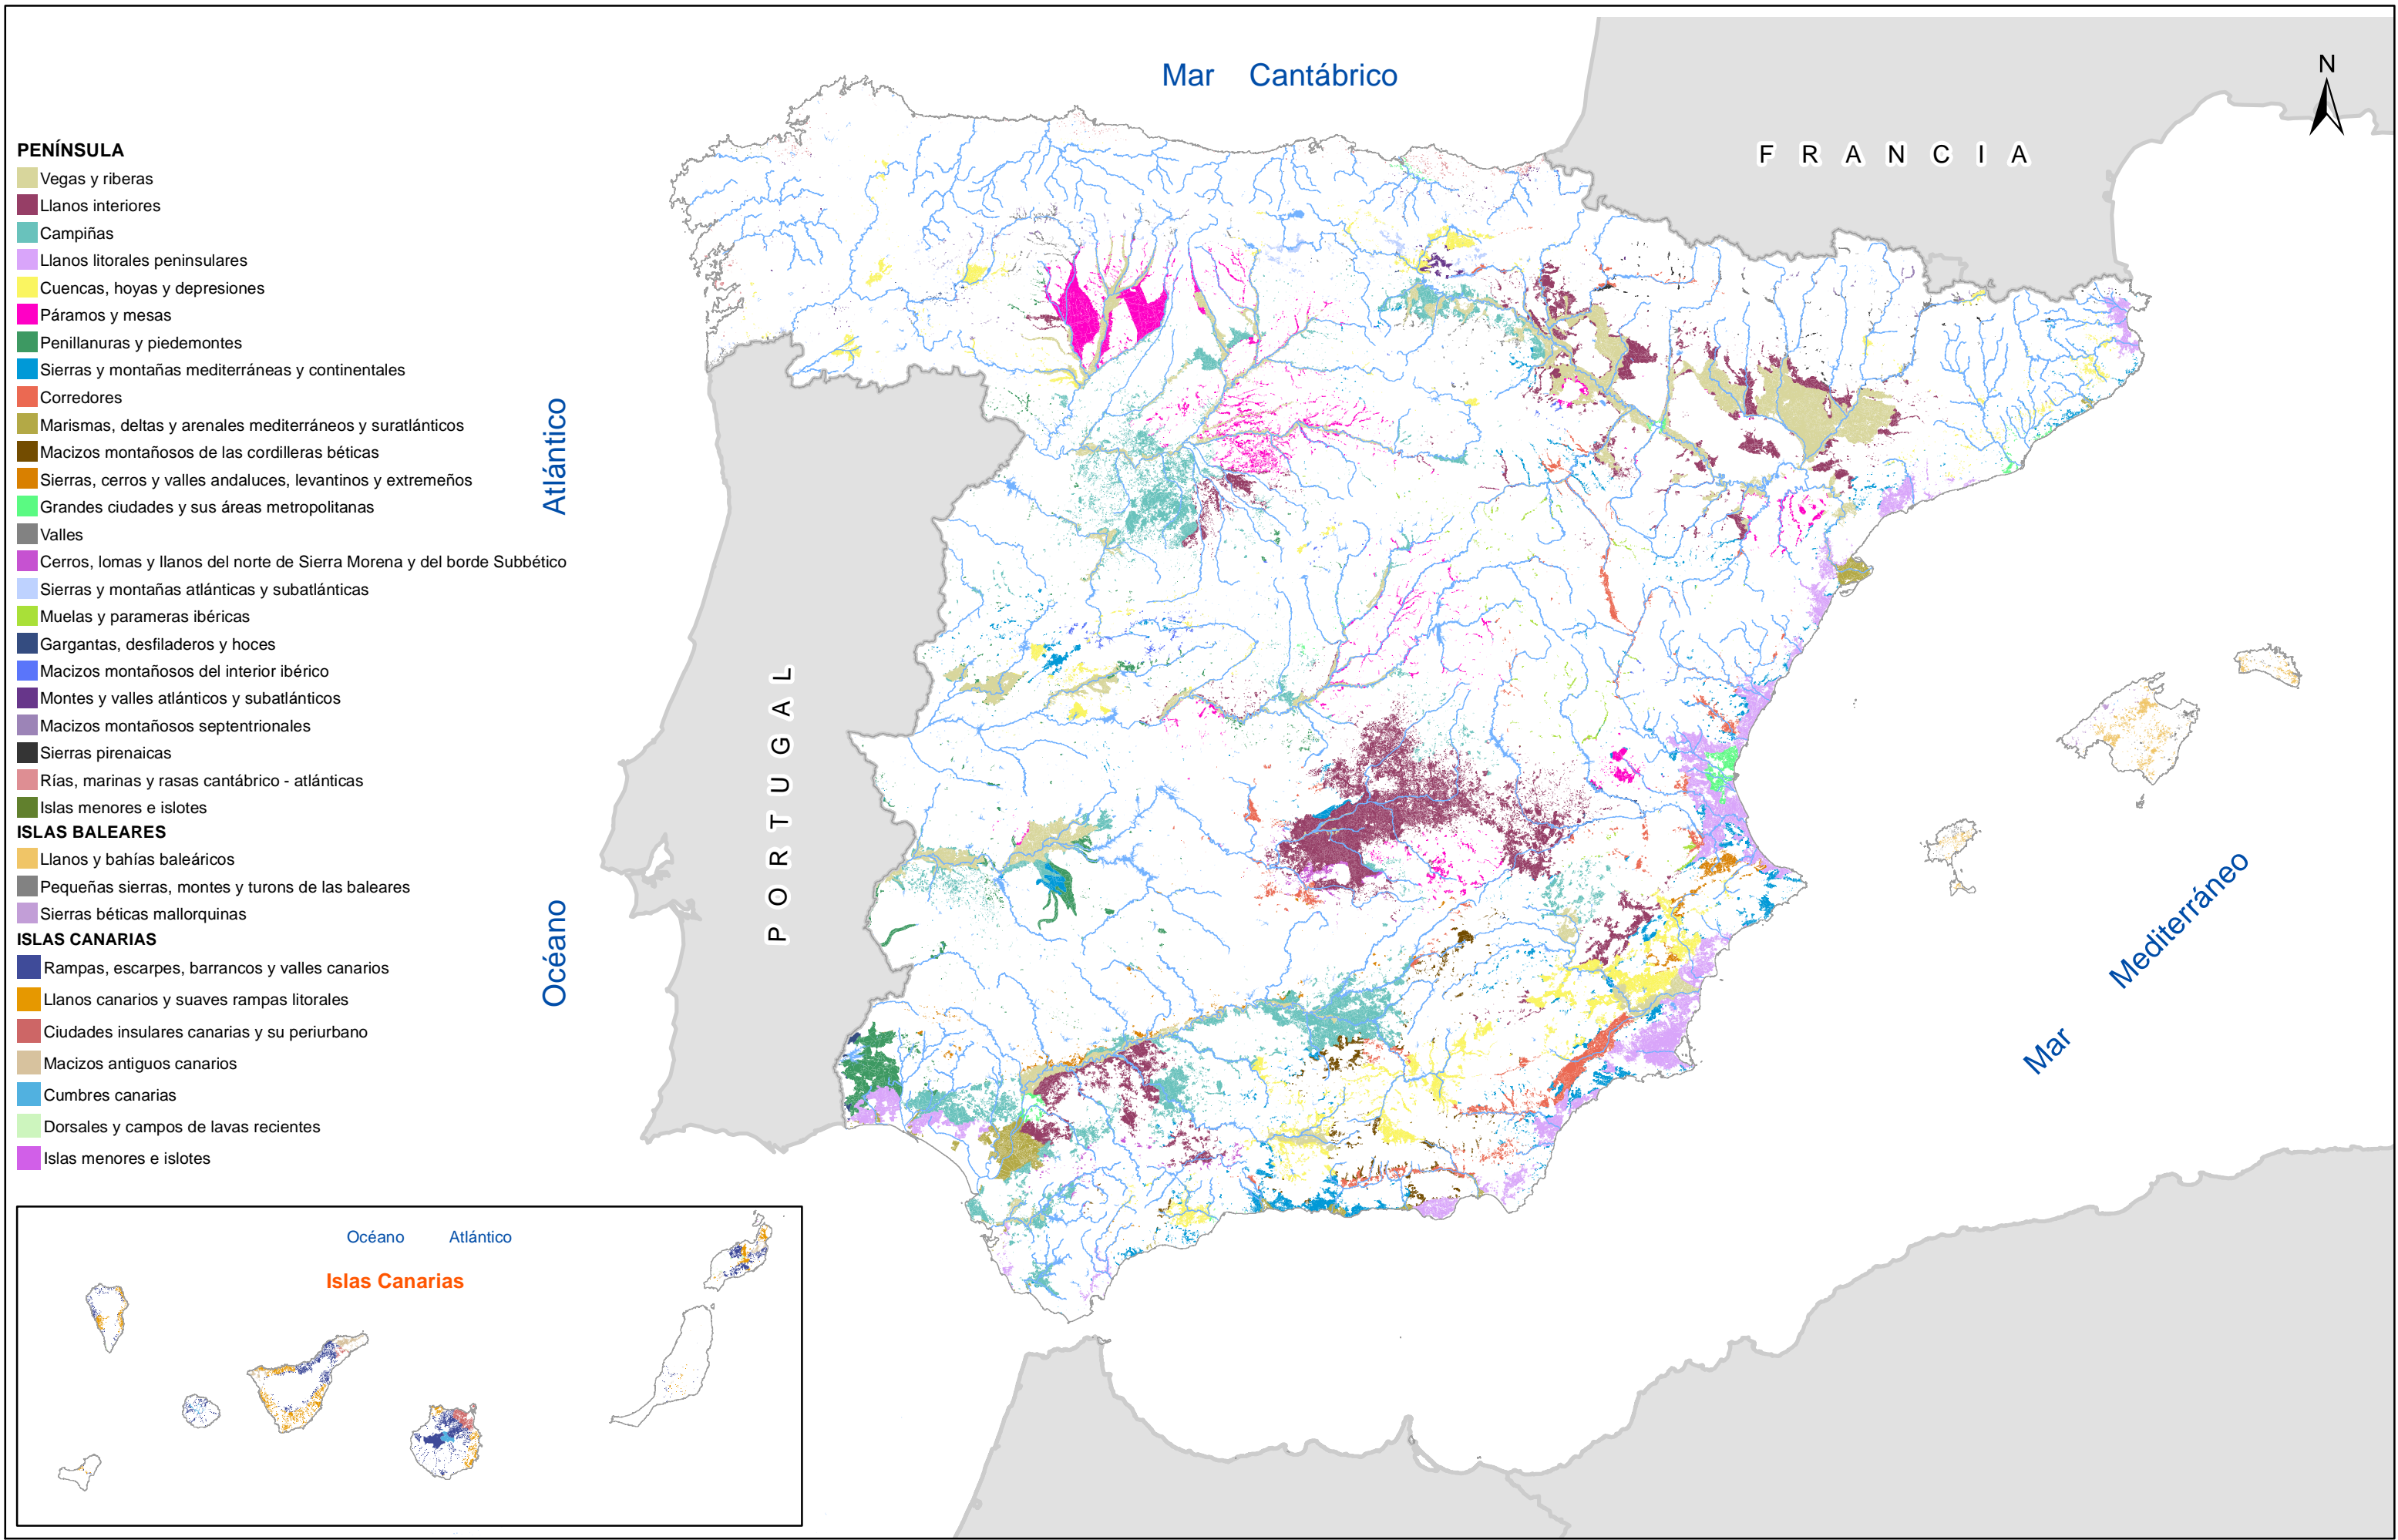 Mar Cantábrico
N
F R A N C I A
PENÍNSULA
Vegas y riberas
Llanos interiores
Campiñas
Llanos litorales peninsulares
Cuencas, hoyas y depresiones
Páramos y mesas
Penillanuras y piedemontes
Sierras y montañas mediterráneas y continentales
Corredores
Marismas, deltas y arenales mediterráneos y suratlánticos
Macizos montañosos de las cordilleras béticas
Sierras, cerros y valles andaluces, levantinos y extremeños
Grandes ciudades y sus áreas metropolitanas
Valles
Cerros, lomas y llanos del norte de Sierra Morena y del borde Subbético
Sierras y montañas atlánticas y subatlánticas
Muelas y parameras ibéricas
Gargantas, desfiladeros y hoces
Macizos montañosos del interior ibérico
Montes y valles atlánticos y subatlánticos
Macizos montañosos septentrionales
Sierras pirenaicas
Rías, marinas y rasas cantábrico - atlánticas
Islas menores e islotes
ISLAS BALEARES
Llanos y bahías baleáricos
Pequeñas sierras, montes y turons de las baleares
Sierras béticas mallorquinas
ISLAS CANARIAS
Rampas, escarpes, barrancos y valles canarios
Llanos canarios y suaves rampas litorales
Ciudades insulares canarias y su periurbano
Macizos antiguos canarios
Cumbres canarias
Dorsales y campos de lavas recientes
Islas menores e islotes
Océano Atlántico
P O R T U G A L
Mar Mediterráneo
Océano Atlántico
Islas Canarias